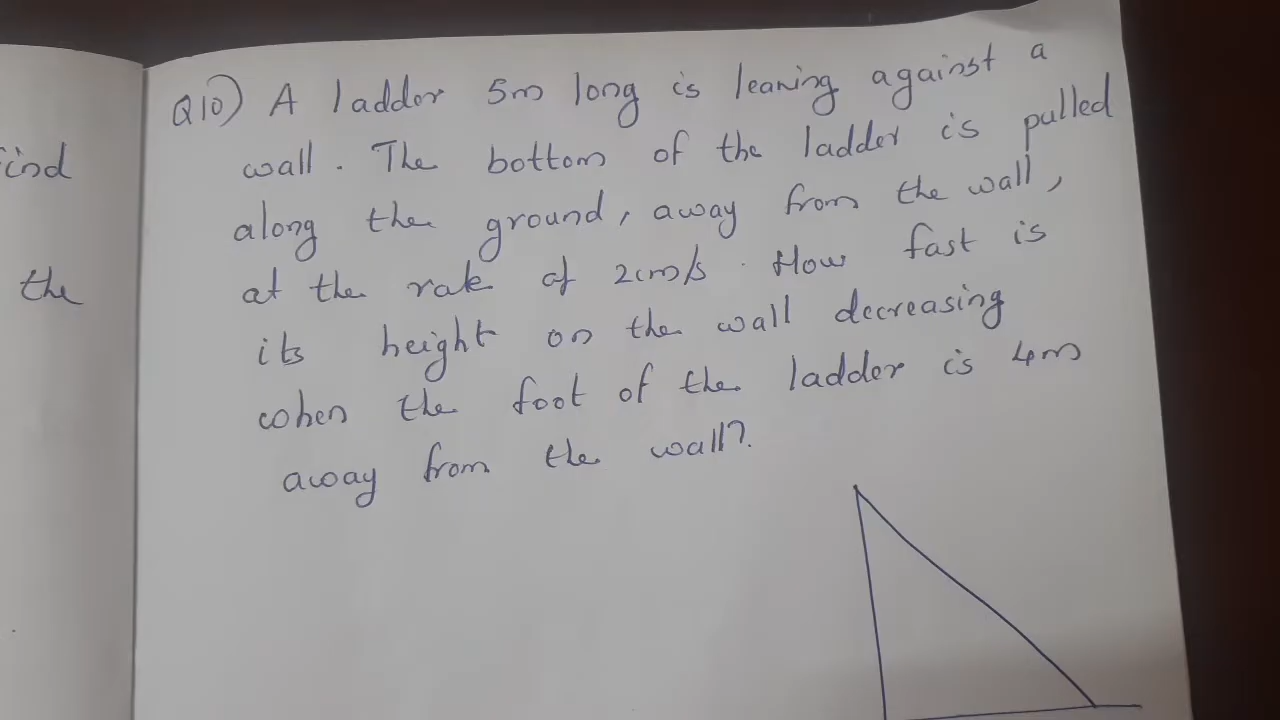 Q10) A ladder 5m long is leaning against a
wall. The bottom of the ladder is pulled
along the ground, away from the wall,
at the rate of 2cm/s. How fast is
its height on the wall decreasing
when the foot of the ladder is 4m
away from the wall?
the